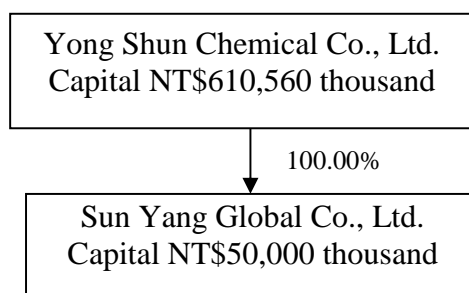 Yong Shun Chemical Co., Ltd.
Capital NT$610,560 thousand
100.00%
Sun Yang Global Co., Ltd.
Capital NT$50,000 thousand